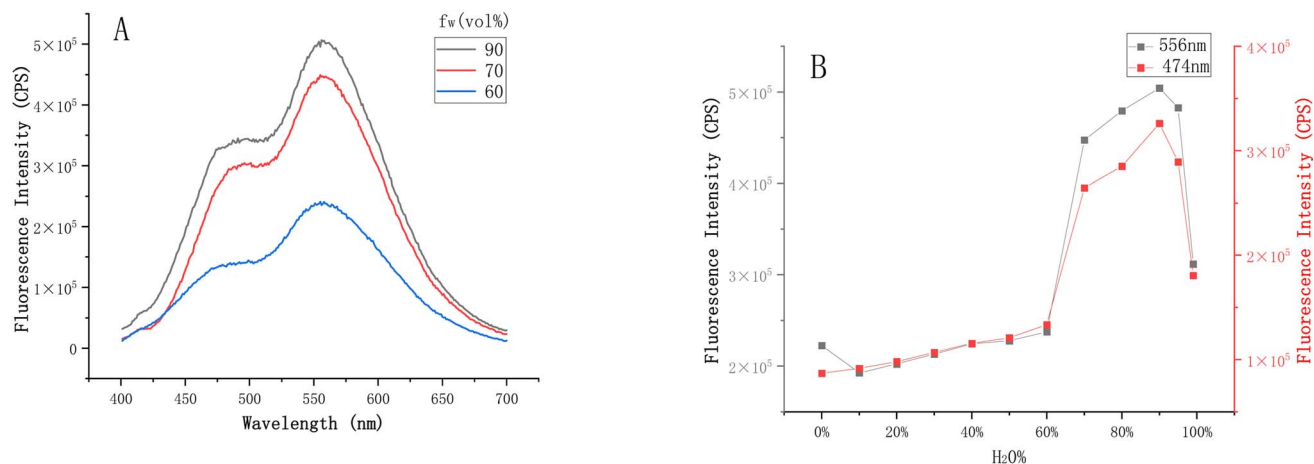 A
fw(vol%)
90
70
60
5×10⁵
4×10⁵
3×10⁵
2×10⁵
1×10⁵
0
Fluorescence Intensity (CPS)
400 450 500 550 600 650 700
Wavelength (nm)
B
556nm
474nm
5×10⁵
4×10⁵
3×10⁵
2×10⁵
Fluorescence Intensity (CPS)
4×10⁵
3×10⁵
2×10⁵
1×10⁵
Fluorescence Intensity (CPS)
0% 20% 40% 60% 80% 100%
H₂O%